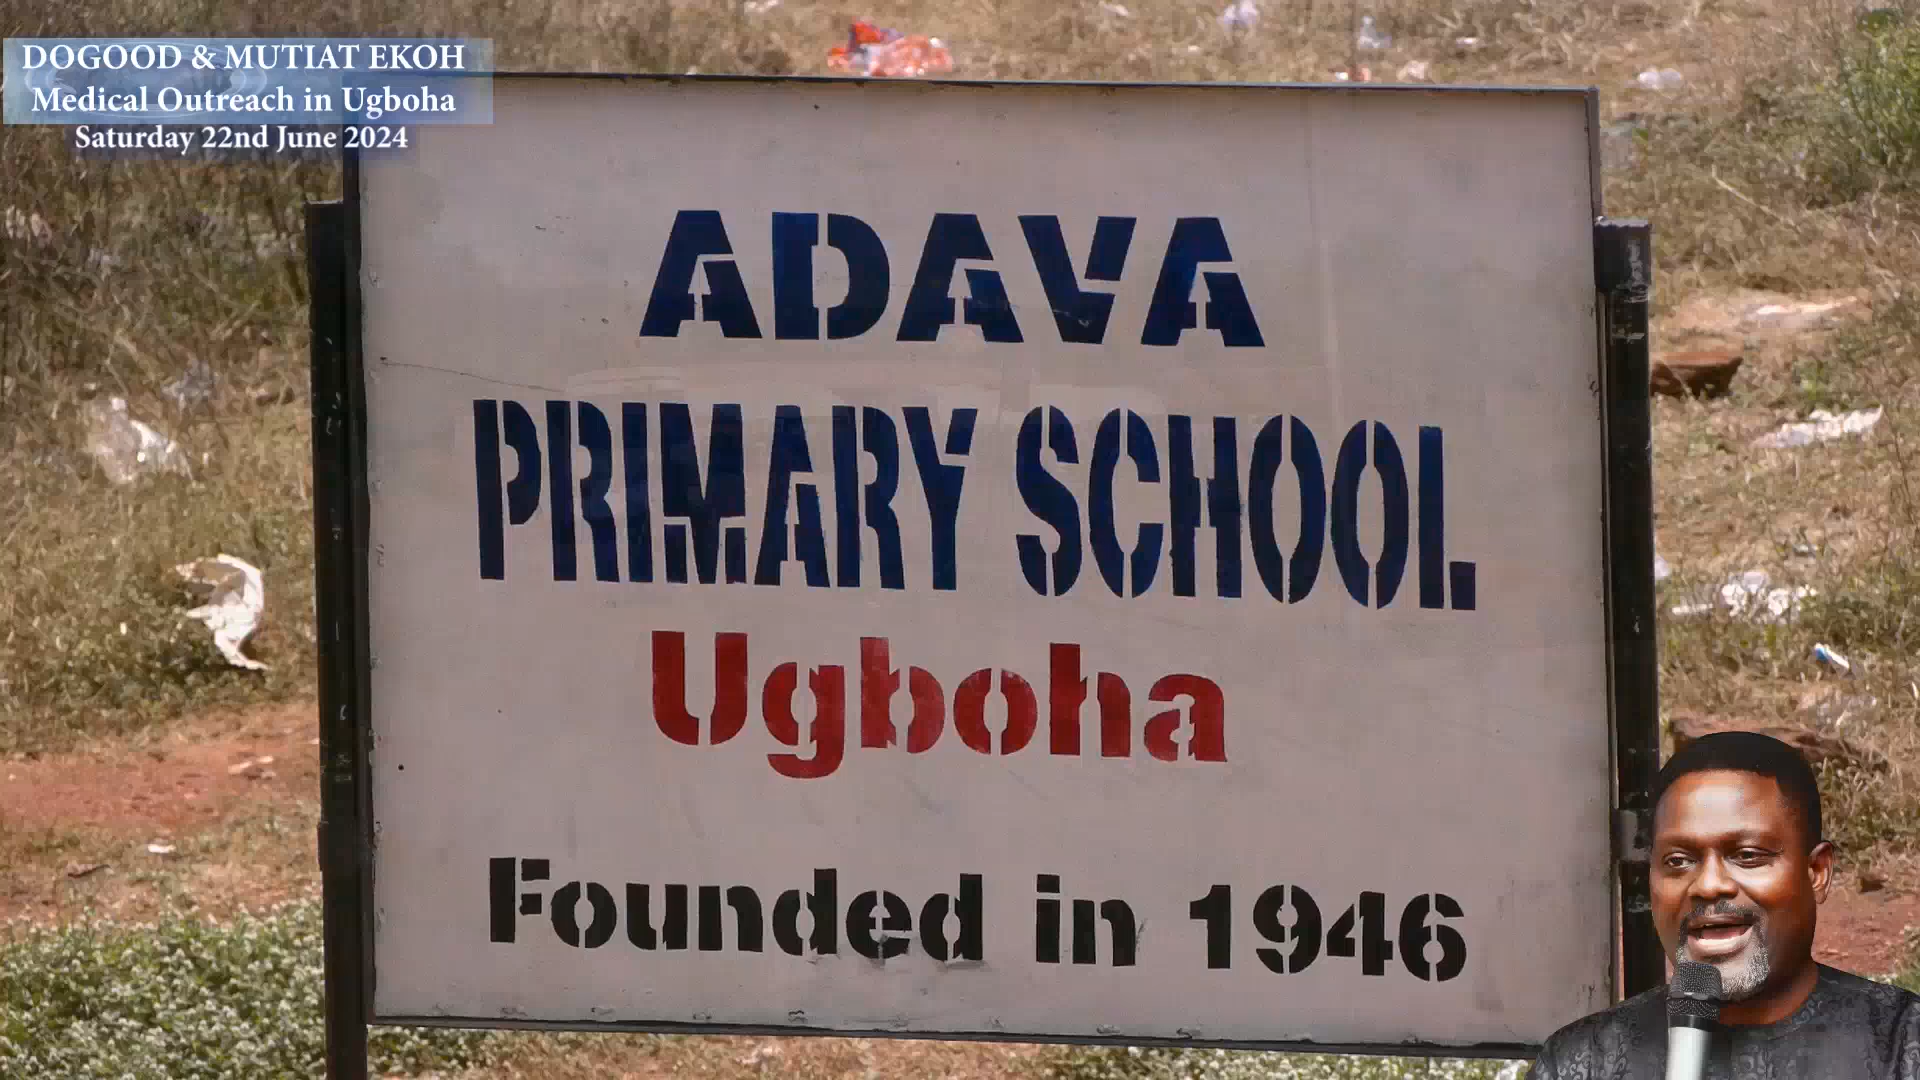 DOGOOD & MUTIAT EKOH
Medical Outreach in Ugboha
Saturday 22nd June 2024
ADAVA
PRIMARY SCHOOL
Ugboha
Founded in 1946